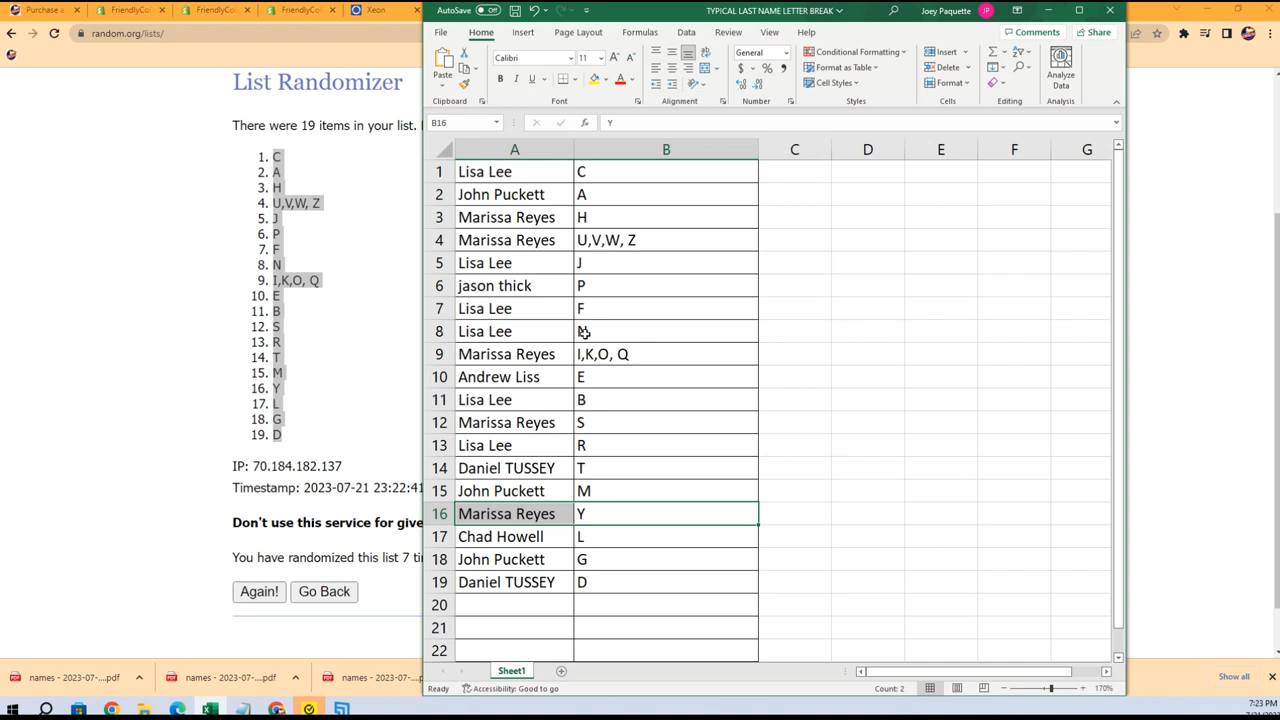 Purchase a
FriendlyCol
FriendlyCol
FriendlyCol
Xeon
random.org/lists/
List Randomizer
There were 19 items in your list.
1. C
2. A
3. H
4. U,V,W, Z
5. J
6. P
7. F
8. N
9. I,K,O, Q
10. E
11. B
12. S
13. R
14. T
15. M
16. Y
17. L
18. G
19. D
IP: 70.184.182.137
Timestamp: 2023-07-21 23:22:41
Don't use this service for give
You have randomized this list 7 ti
Again! Go Back
AutoSave Off TYPICAL LAST NAME LETTER BREAK Joey Paquette JP
File Home Insert Page Layout Formulas Data Review View Help Comments Share
Paste
Calibri 11
B I U
General
$ % ,
Conditional Formatting
Format as Table
Cell Styles
Insert
Delete
Format
Analyze Data
Clipboard Font Alignment Number Styles Cells Editing Analysis
B16 fx Y
A B C D E F G
1 Lisa Lee C
2 John Puckett A
3 Marissa Reyes H
4 Marissa Reyes U,V,W, Z
5 Lisa Lee J
6 jason thick P
7 Lisa Lee F
8 Lisa Lee N
9 Marissa Reyes I,K,O, Q
10 Andrew Liss E
11 Lisa Lee B
12 Marissa Reyes S
13 Lisa Lee R
14 Daniel TUSSEY T
15 John Puckett M
16 Marissa Reyes Y
17 Chad Howell L
18 John Puckett G
19 Daniel TUSSEY D
20
21
22
Sheet1
Ready Accessibility: Good to go Count: 2 170%
names - 2023-07-....pdf
names - 2023-07-....pdf
names - 2023-07-
Show all
7:23 PM